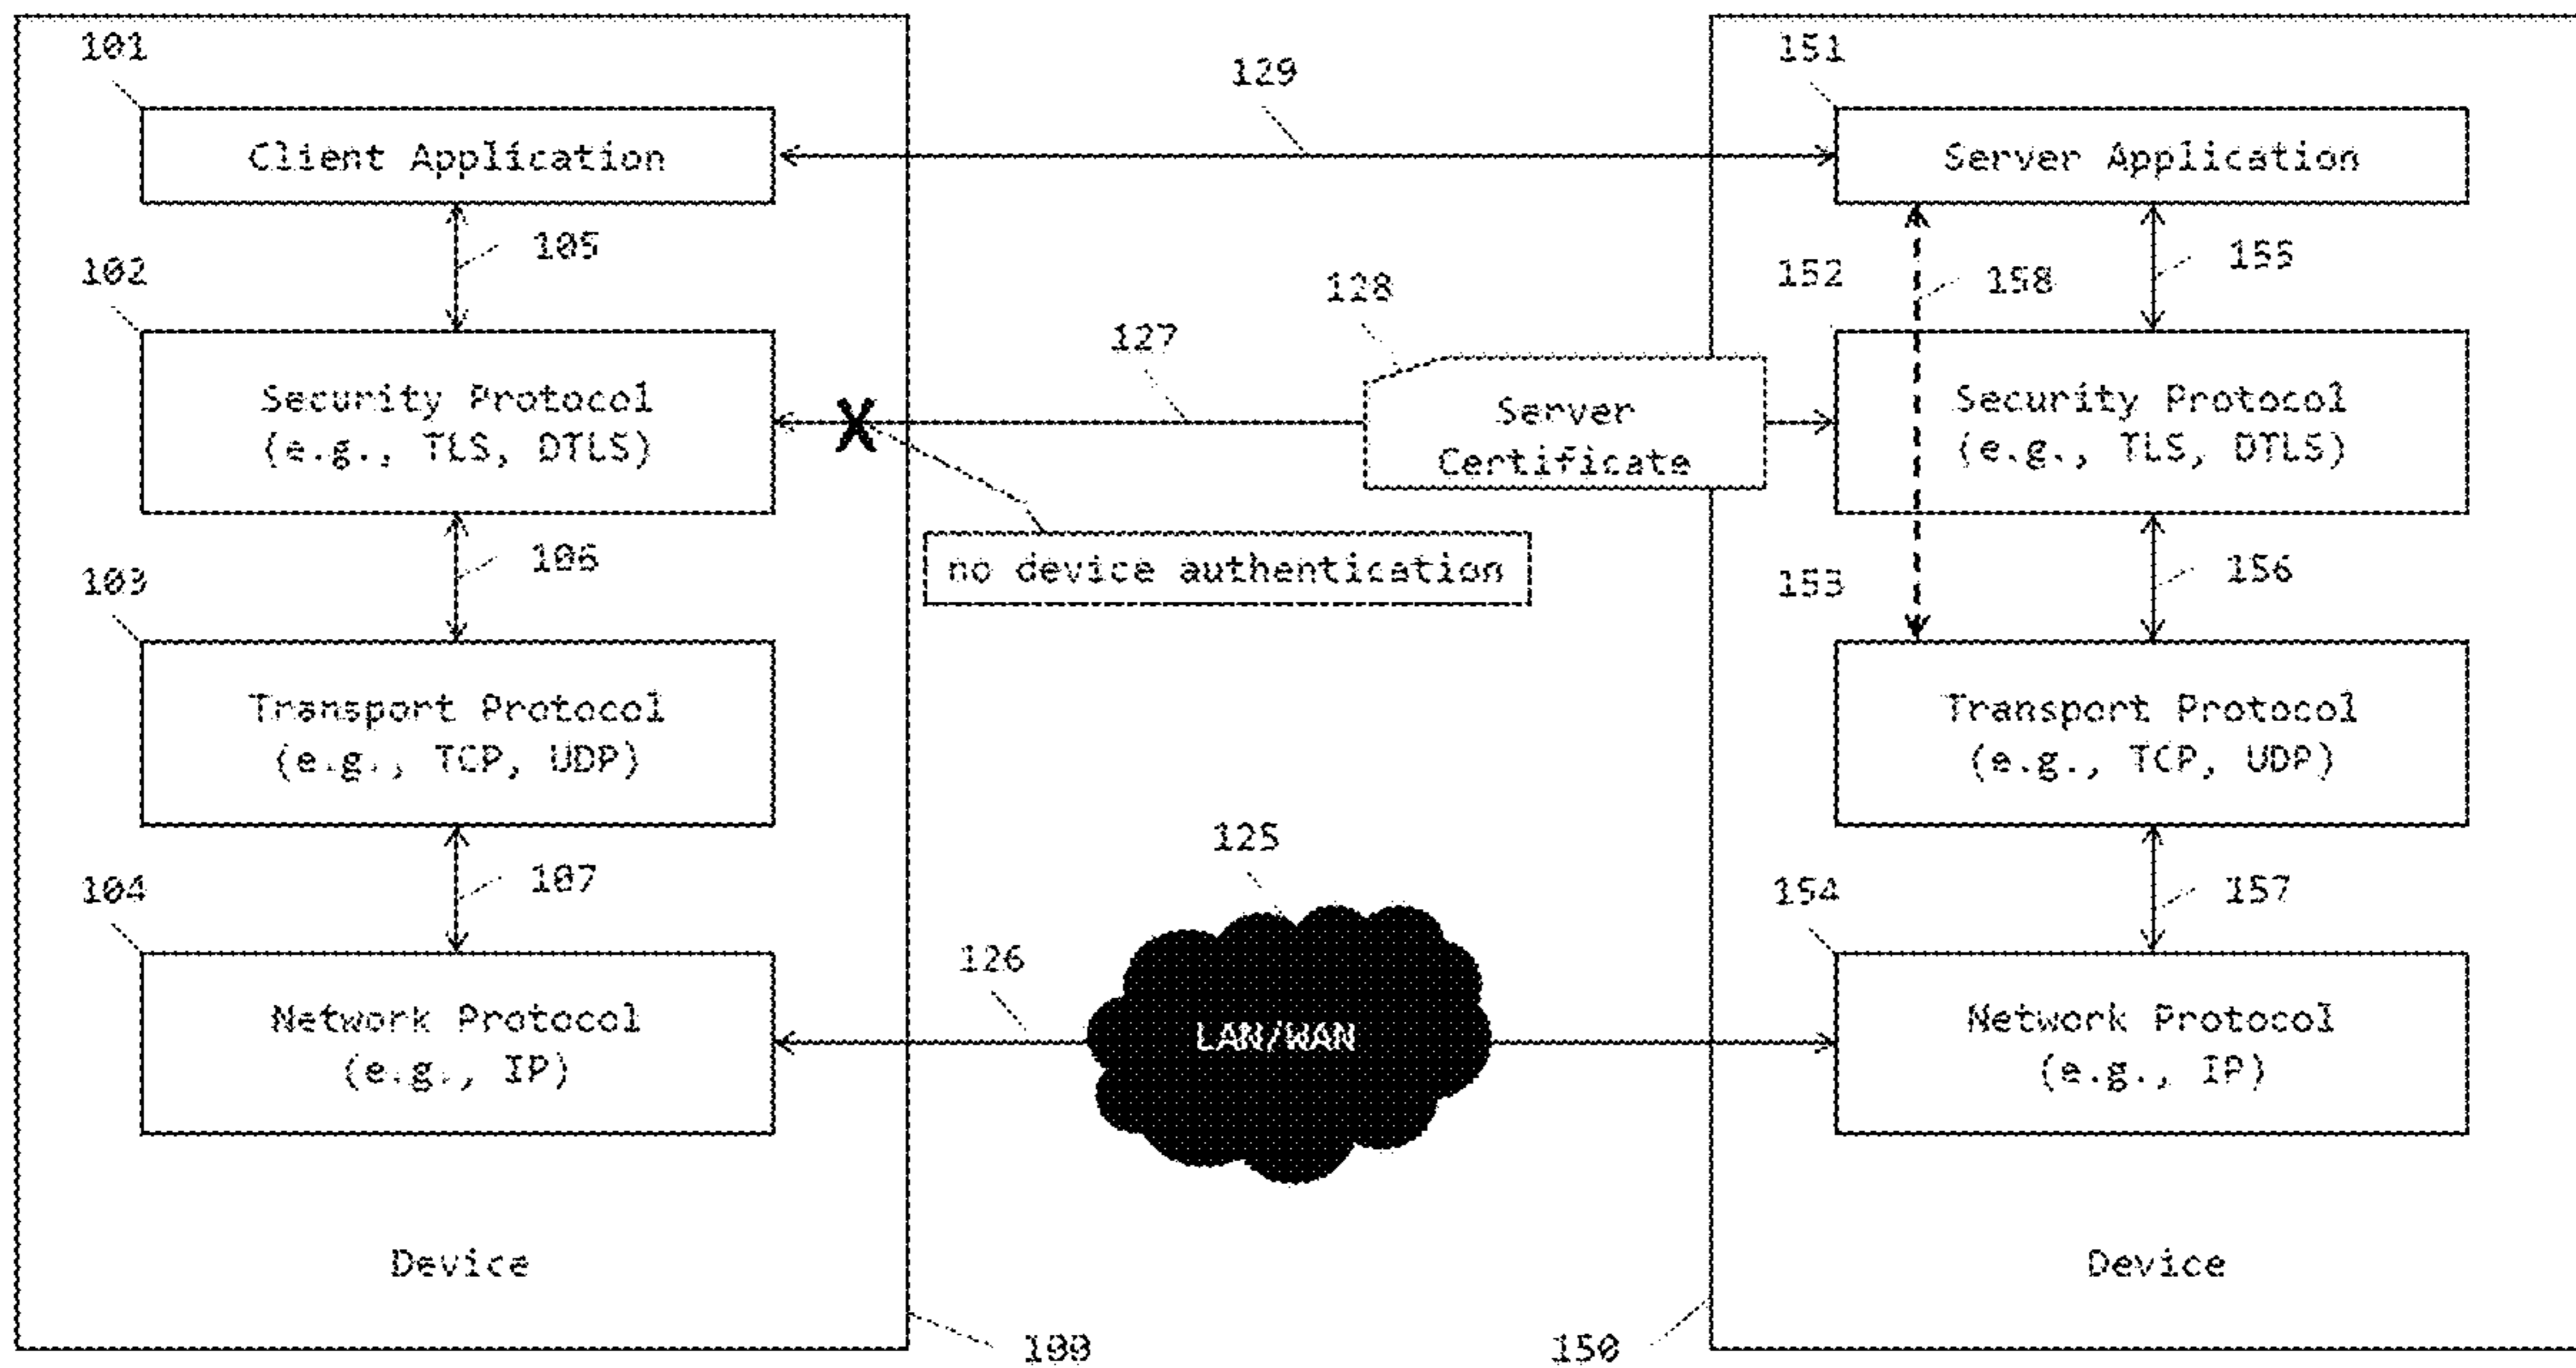 101
151
129
Client Application
Server Application
105
155
102
152
158
128
127
Security Protocol
(e.g., TLS, DTLS)
Server
Certificate
Security Protocol
(e.g., TLS, DTLS)
106
no device authentication
156
103
153
Transport Protocol
(e.g., TCP, UDP)
Transport Protocol
(e.g., TCP, UDP)
125
107
157
104
154
126
LAN/WAN
Network Protocol
(e.g., IP)
Network Protocol
(e.g., IP)
Device
Device
100
150